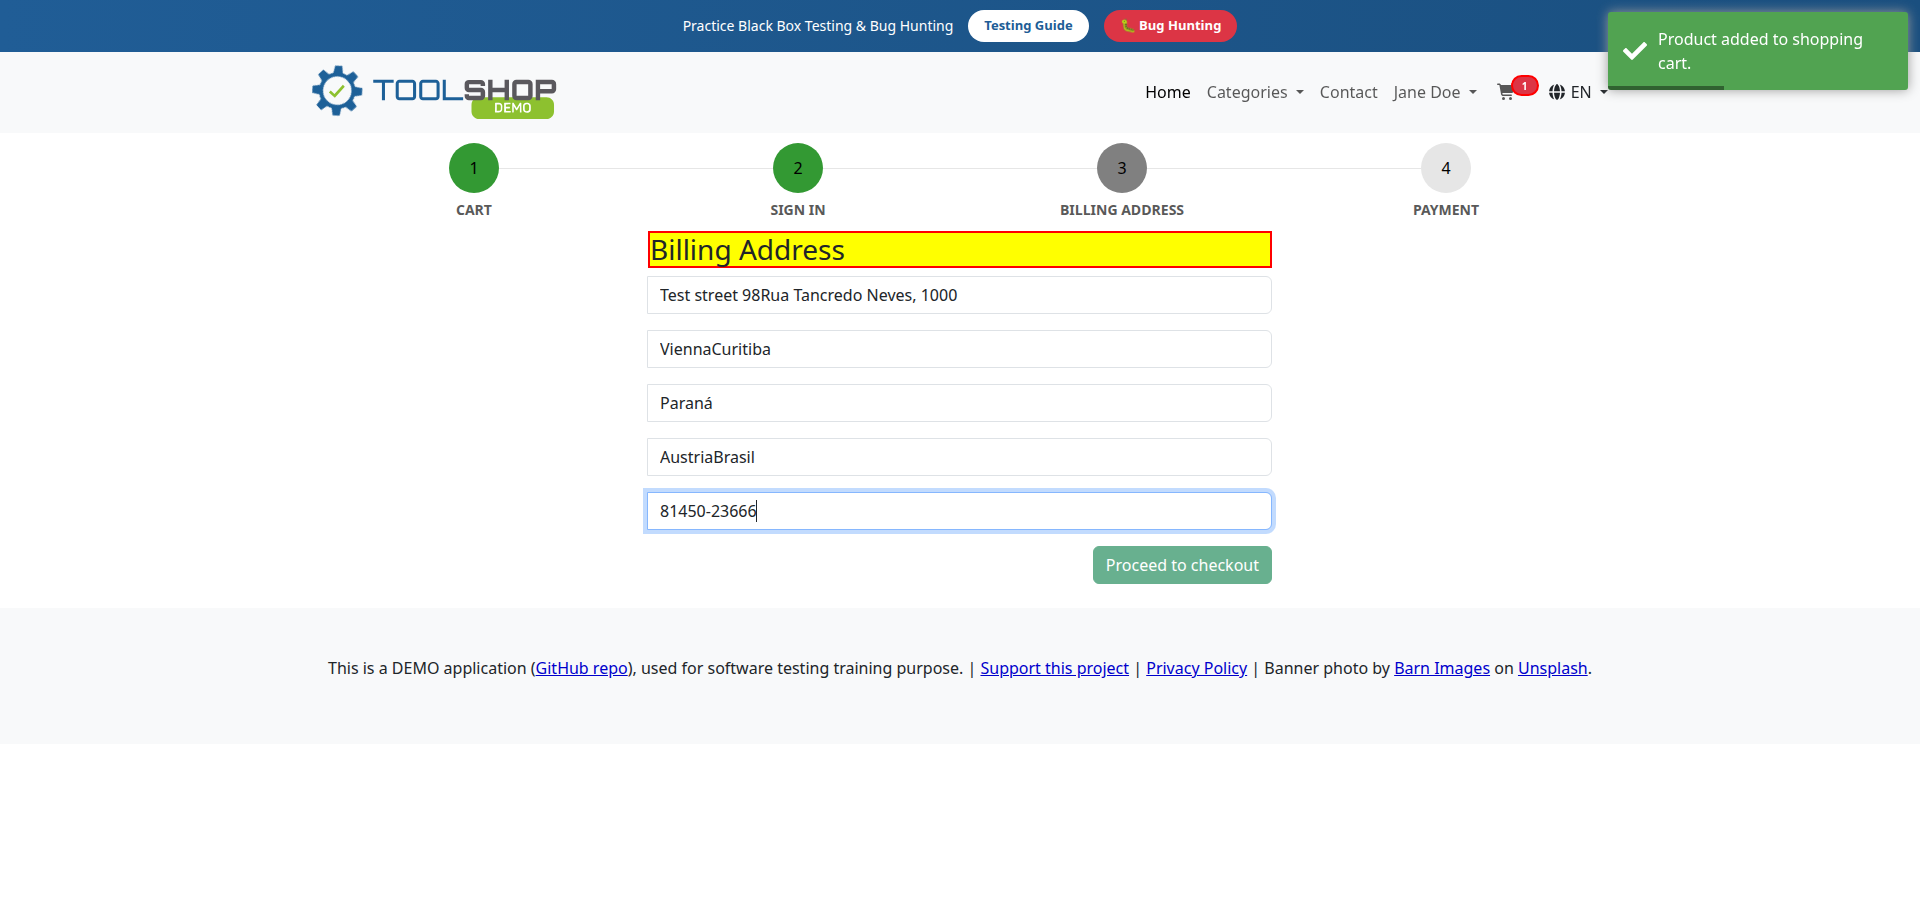 Practice Black Box Testing & Bug Hunting Testing Guide 🐛 Bug Hunting
Product added to shopping
cart.
TOOLSHOP
DEMO
Home Categories Contact Jane Doe 1 EN
1 2 3 4
CART SIGN IN BILLING ADDRESS PAYMENT
Billing Address
Test street 98Rua Tancredo Neves, 1000
ViennaCuritiba
Paraná
AustriaBrasil
81450-23666
Proceed to checkout
This is a DEMO application (GitHub repo), used for software testing training purpose. | Support this project | Privacy Policy | Banner photo by Barn Images on Unsplash.